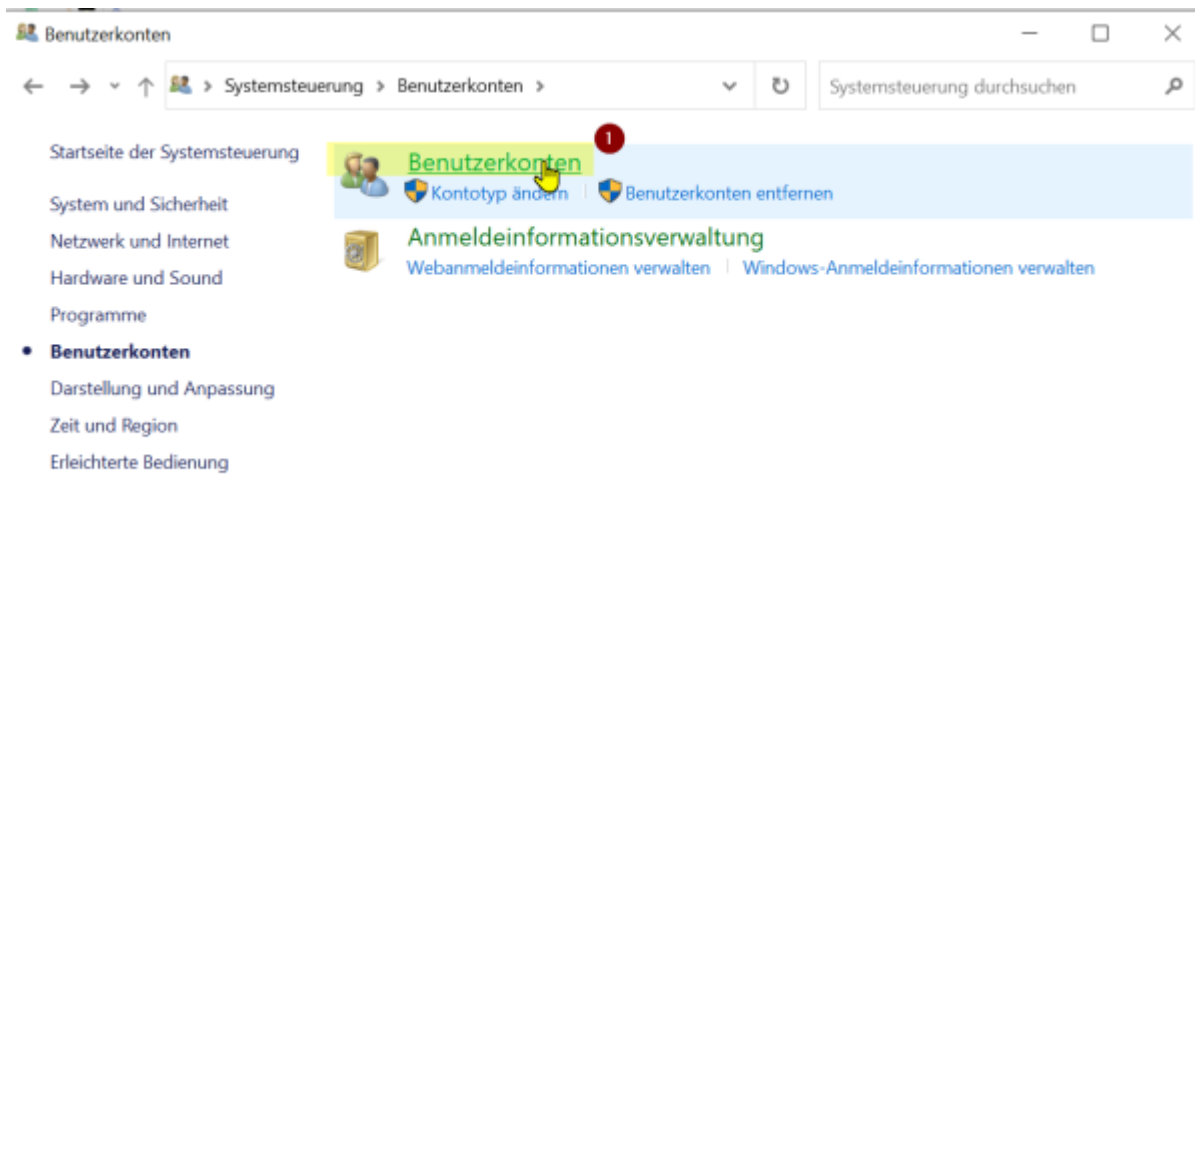 Benutzerkonten
Systemsteuerung > Benutzerkonten >
Systemsteuerung durchsuchen
Startseite der Systemsteuerung
System und Sicherheit
Netzwerk und Internet
Hardware und Sound
Programme
Benutzerkonten
Darstellung und Anpassung
Zeit und Region
Erleichterte Bedienung
1
Benutzerkonten
Kontotyp ändern
Benutzerkonten entfernen
Anmeldeinformationsverwaltung
Webanmeldeinformationen verwalten
Windows-Anmeldeinformationen verwalten